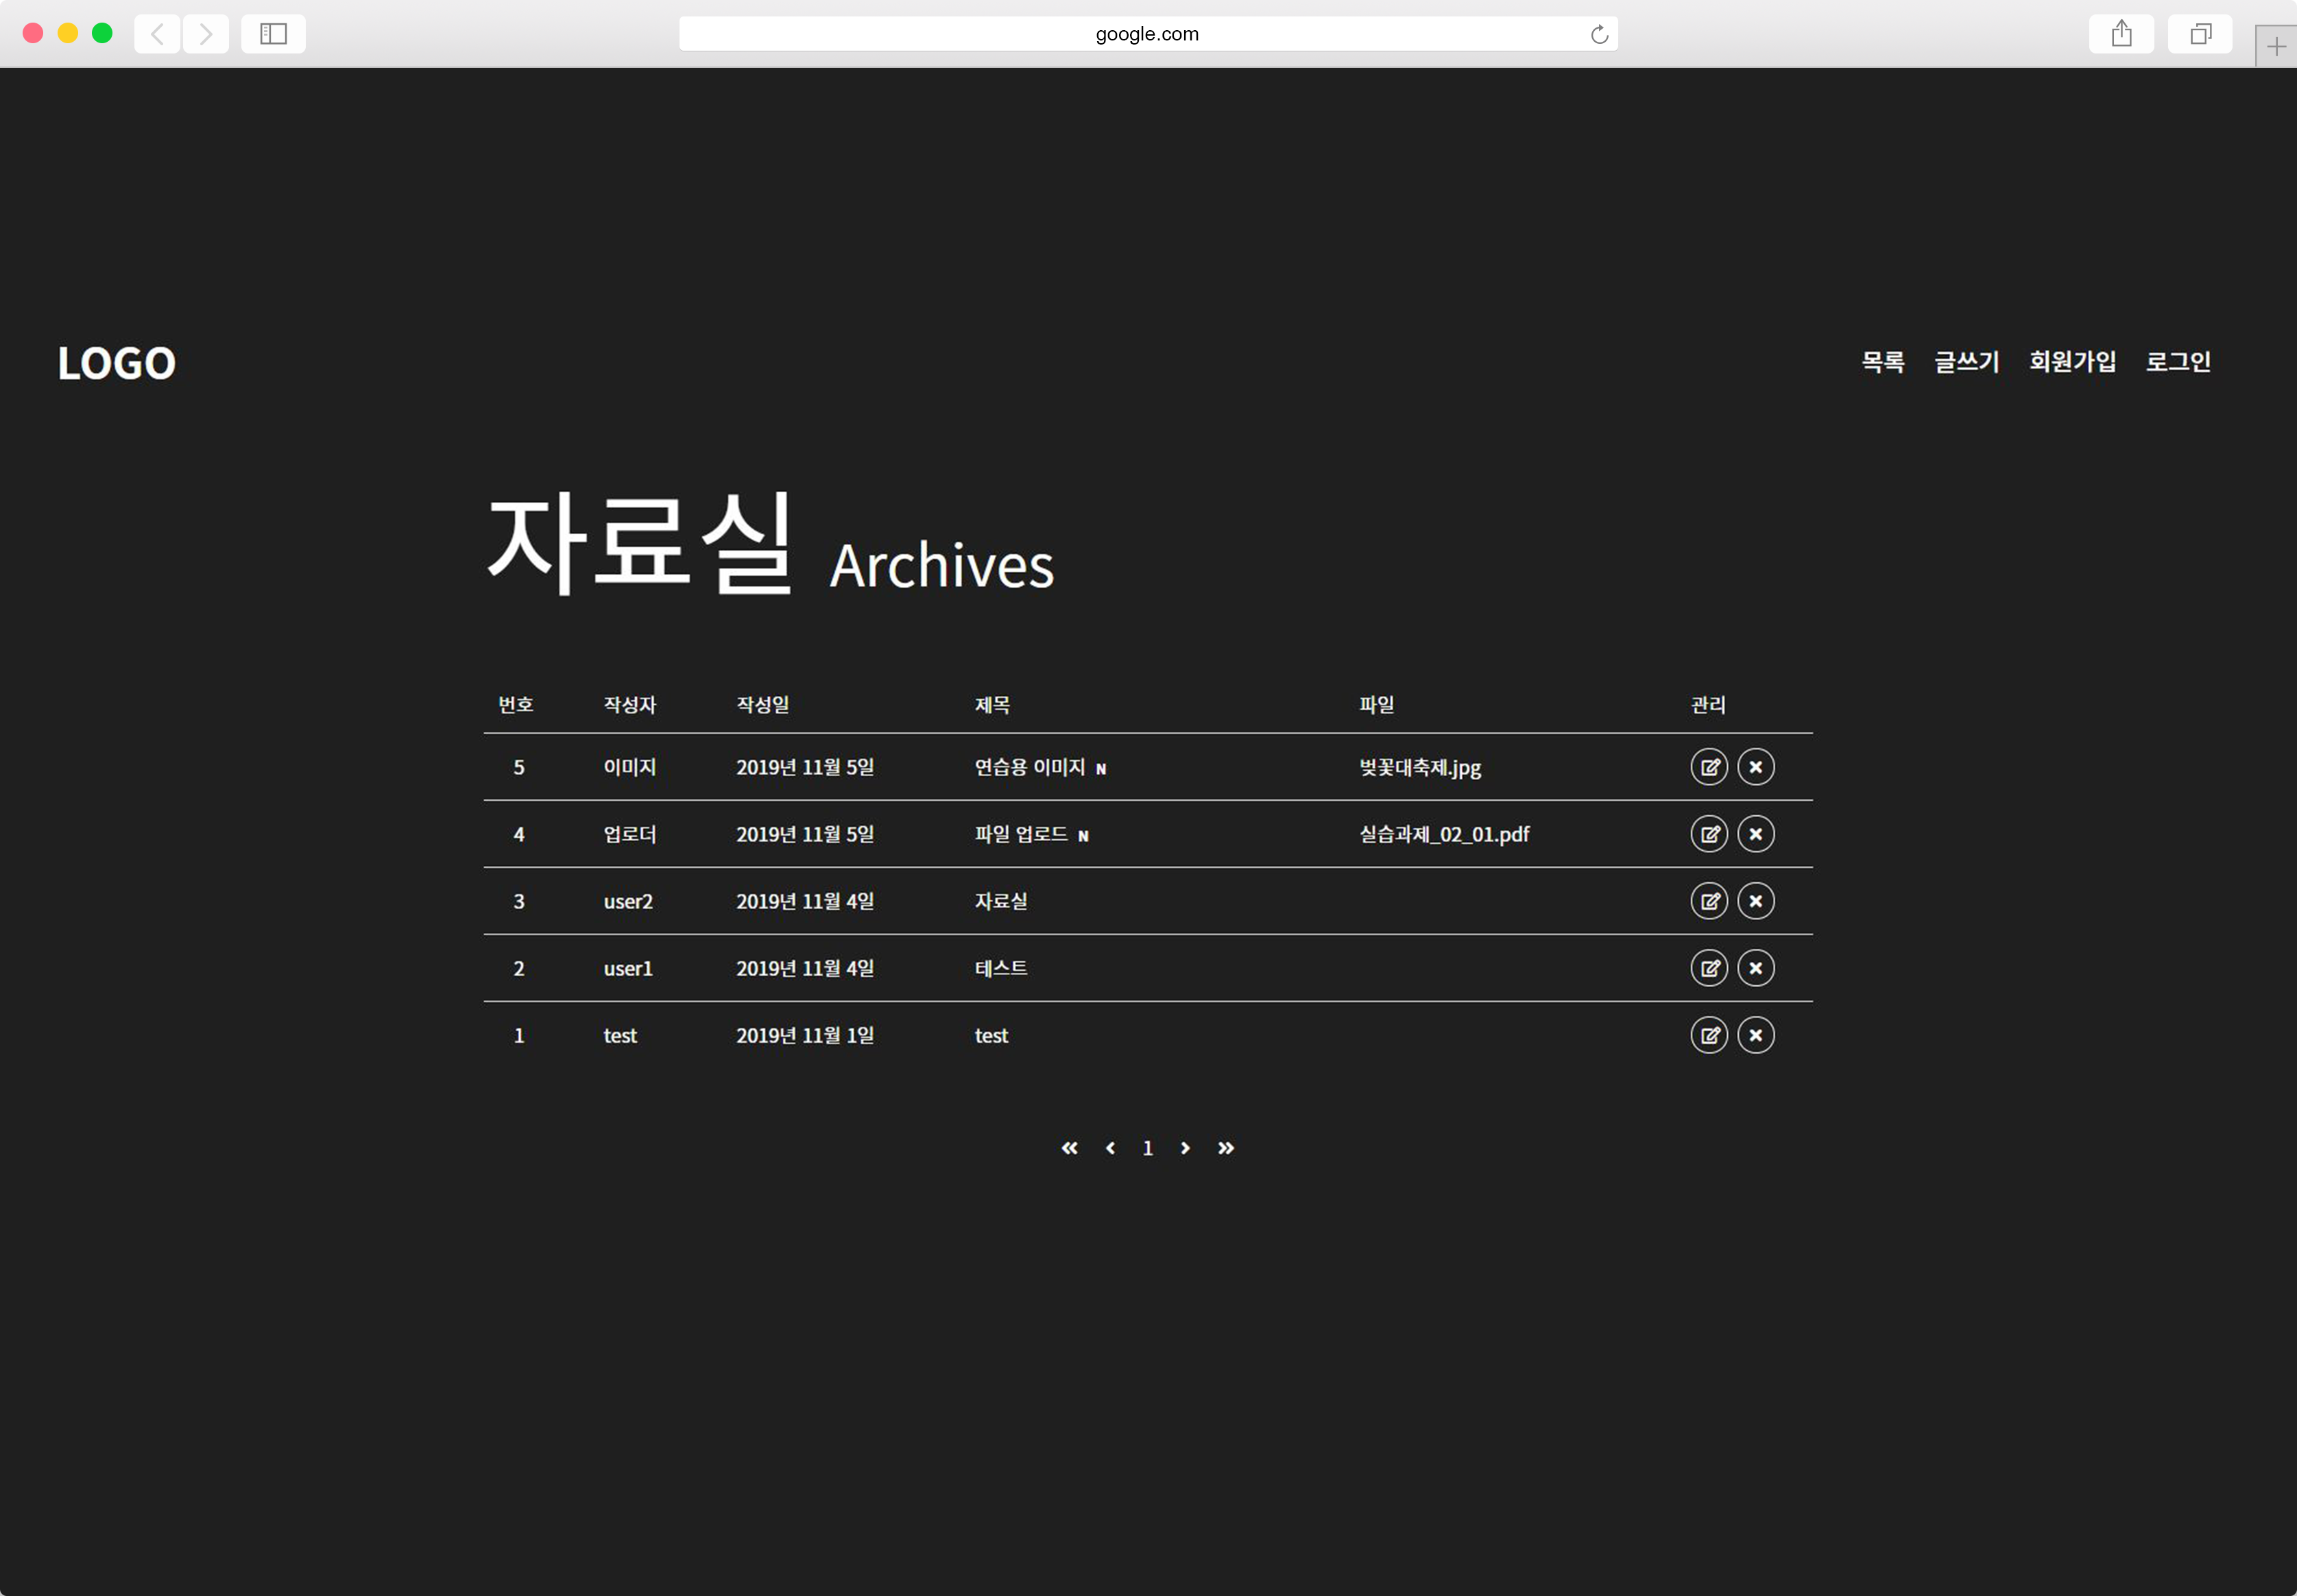 google.com
LOGO 목록 글쓰기 회원가입 로그인
자료실 Archives
번호 작성자 작성일 제목 파일 관리
5 이미지 2019년 11월 5일 연습용 이미지 N 벚꽃대축제.jpg
4 업로더 2019년 11월 5일 파일 업로드 N 실습과제_02_01.pdf
3 user2 2019년 11월 4일 자료실
2 user1 2019년 11월 4일 테스트
1 test 2019년 11월 1일 test
« ‹ 1 › »